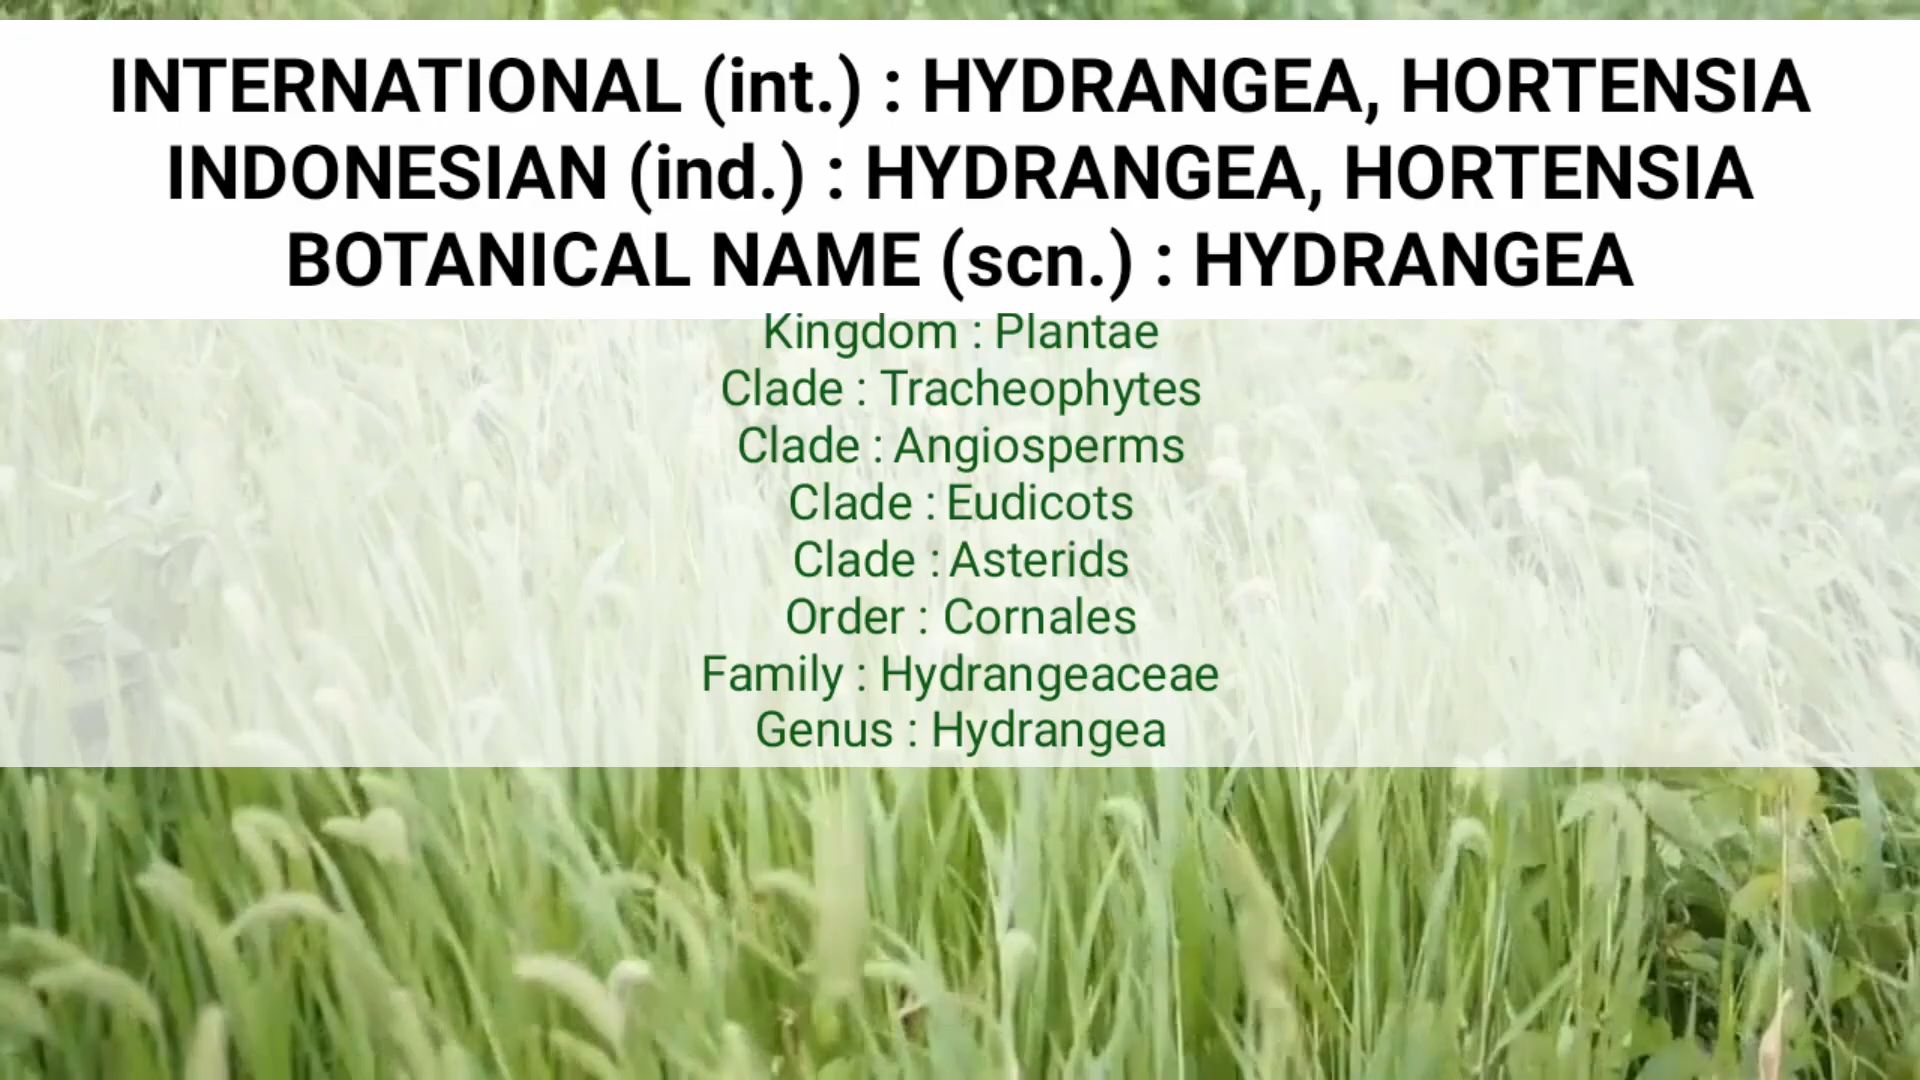 INTERNATIONAL (int.) : HYDRANGEA, HORTENSIA
INDONESIAN (ind.) : HYDRANGEA, HORTENSIA
BOTANICAL NAME (scn.) : HYDRANGEA
Kingdom : Plantae
Clade : Tracheophytes
Clade : Angiosperms
Clade : Eudicots
Clade : Asterids
Order : Cornales
Family : Hydrangeaceae
Genus : Hydrangea